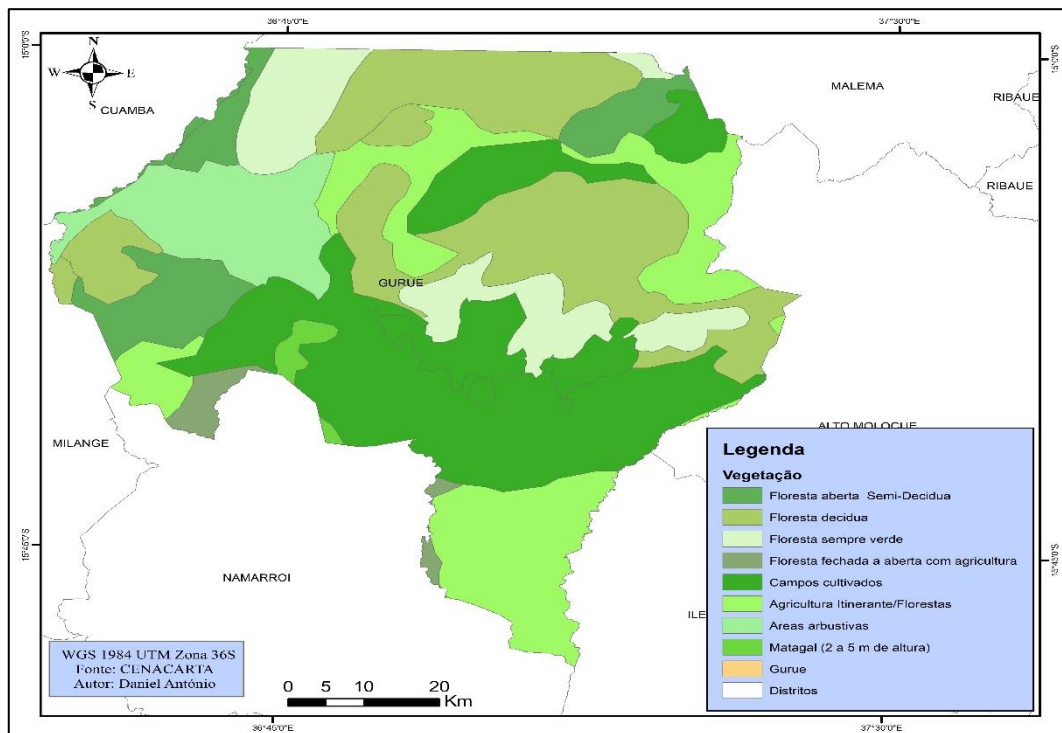 36°45'0"E
37°30'0"E
15°0'0"S
15°0'0"S
N
W E
S
CUAMBA
MALEMA
RIBAUE
RIBAUE
GURUE
MILANGE
ALTO MOLOCUE
NAMARROI
ILE
15°45'0"S
15°45'0"S
Legenda
Vegetação
Floresta aberta Semi-Decidua
Floresta decidua
Floresta sempre verde
Floresta fechada a aberta com agricultura
Campos cultivados
Agricultura Itinerante/Florestas
Areas arbustivas
Matagal (2 a 5 m de altura)
Gurue
Distritos
WGS 1984 UTM Zona 36S
Fonte: CENACARTA
Autor: Daniel António
0 5 10 20
Km
36°45'0"E
37°30'0"E